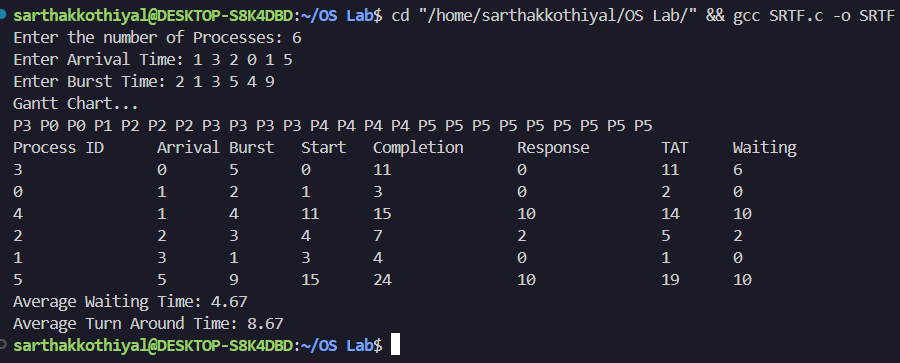 sarthakkothiyal@DESKTOP-S8K4DBD:~/OS Lab$ cd "/home/sarthakkothiyal/OS Lab/" && gcc SRTF.c -o SRTF
Enter the number of Processes: 6
Enter Arrival Time: 1 3 2 0 1 5
Enter Burst Time: 2 1 3 5 4 9
Gantt Chart...
P3 P0 P0 P1 P2 P2 P2 P3 P3 P3 P3 P4 P4 P4 P4 P5 P5 P5 P5 P5 P5 P5 P5 P5
Process ID Arrival Burst Start Completion Response TAT Waiting
3 0 5 0 11 0 11 6
0 1 2 1 3 0 2 0
4 1 4 11 15 10 14 10
2 2 3 4 7 2 5 2
1 3 1 3 4 0 1 0
5 5 9 15 24 10 19 10
Average Waiting Time: 4.67
Average Turn Around Time: 8.67
sarthakkothiyal@DESKTOP-S8K4DBD:~/OS Lab$